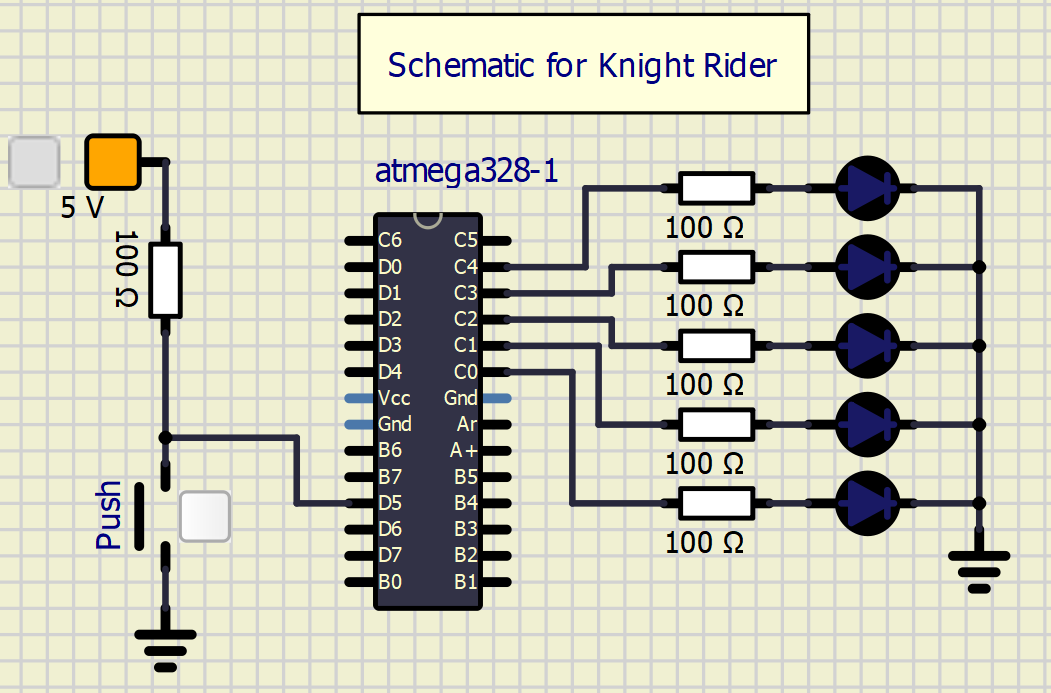 Schematic for Knight Rider
atmega328-1
5 V
100 Ω
Push
C6 C5
D0 C4
D1 C3
D2 C2
D3 C1
D4 C0
Vcc Gnd
Gnd Ar
B6 A+
B7 B5
D5 B4
D6 B3
D7 B2
B0 B1
100 Ω
100 Ω
100 Ω
100 Ω
100 Ω